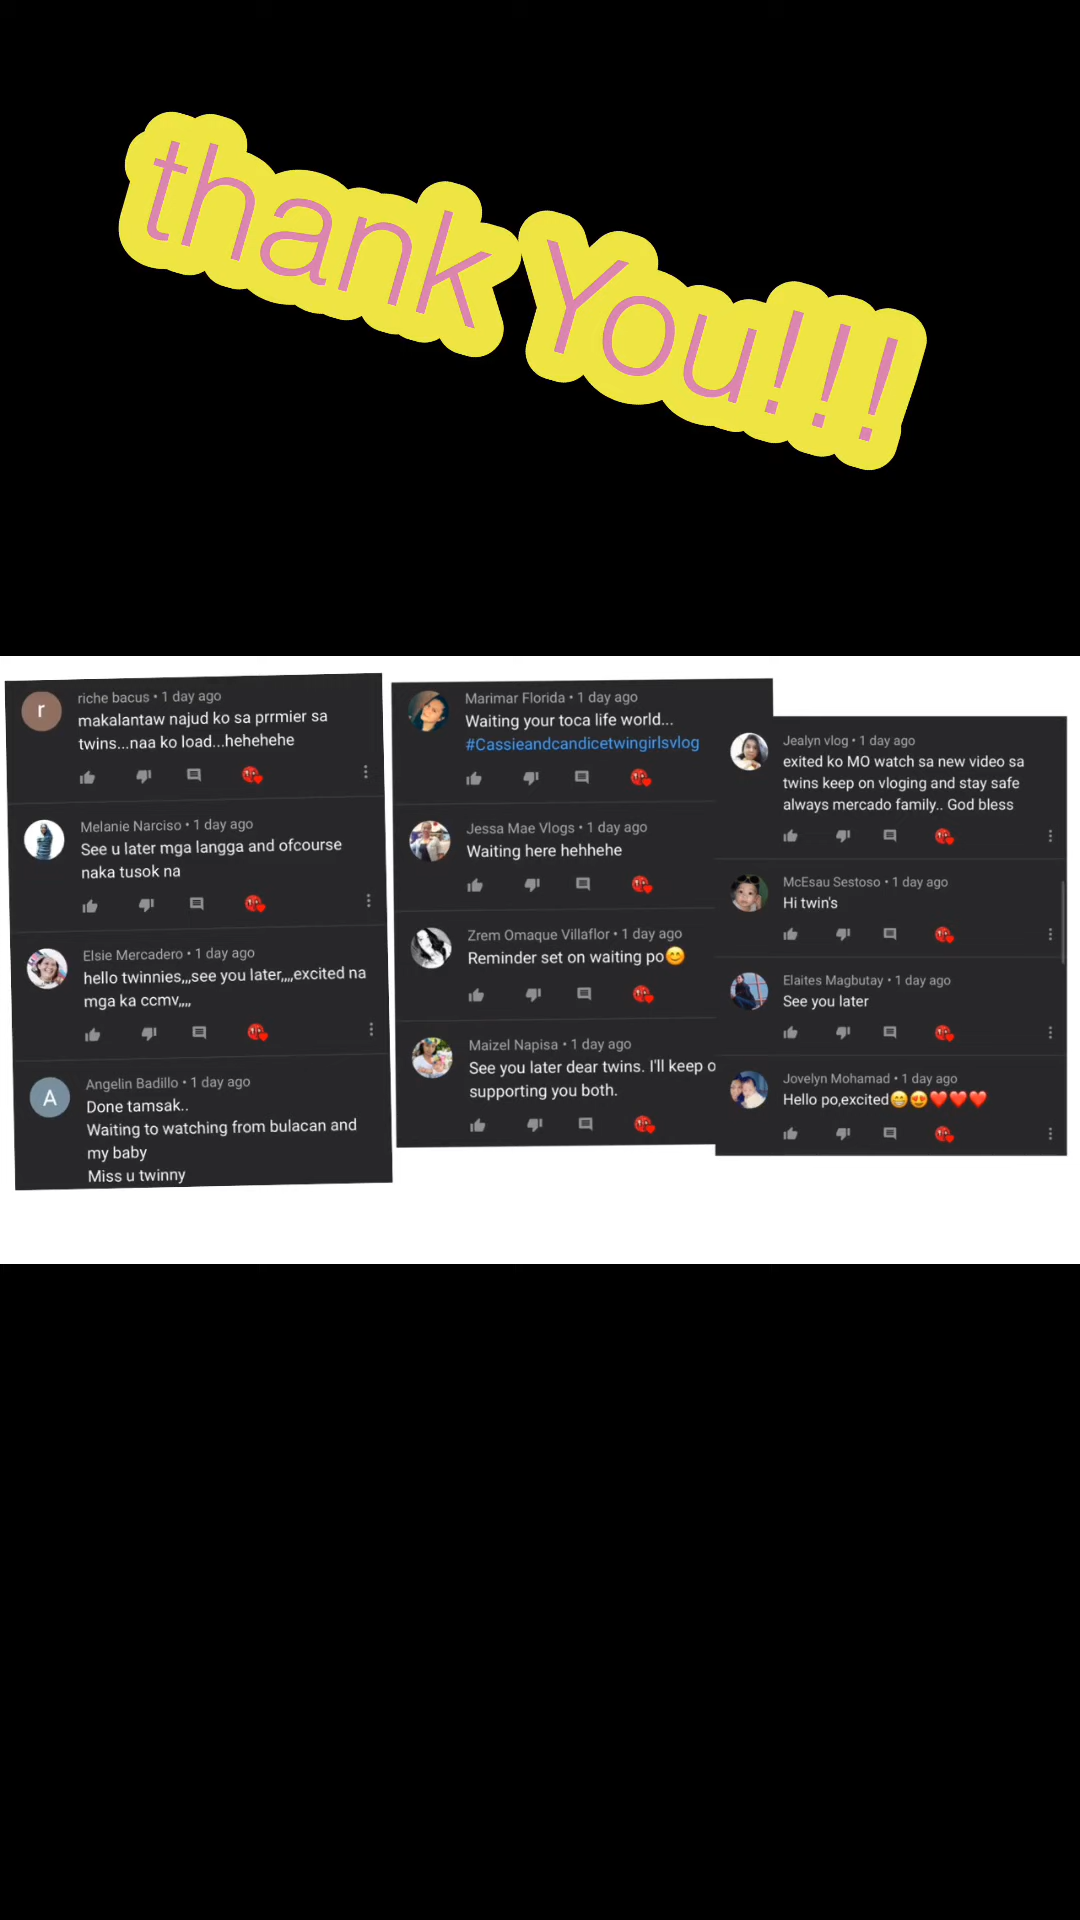 thank You!!!
r
riche bacus • 1 day ago
makalantaw najud ko sa prrmier sa
twins...naa ko load...hehehehe
Melanie Narciso • 1 day ago
See u later mga langga and ofcourse
naka tusok na
Elsie Mercadero • 1 day ago
hello twinnies,,,see you later,,,,excited na
mga ka ccmv,,,,
A
Angelin Badillo • 1 day ago
Done tamsak..
Waiting to watching from bulacan and
my baby
Miss u twinny
Marimar Florida • 1 day ago
Waiting your toca life world...
#Cassieandcandicetwingirlsvlog
Jessa Mae Vlogs • 1 day ago
Waiting here hehhehe
Zrem Omaque Villaflor • 1 day ago
Reminder set on waiting po😊
Maizel Napisa • 1 day ago
See you later dear twins. I'll keep o
supporting you both.
Jealyn vlog • 1 day ago
exited ko MO watch sa new video sa
twins keep on vloging and stay safe
always mercado family.. God bless
McEsau Sestoso • 1 day ago
Hi twin's
Elaites Magbutay • 1 day ago
See you later
Jovelyn Mohamad • 1 day ago
Hello po,excited😁😍❤️❤️❤️